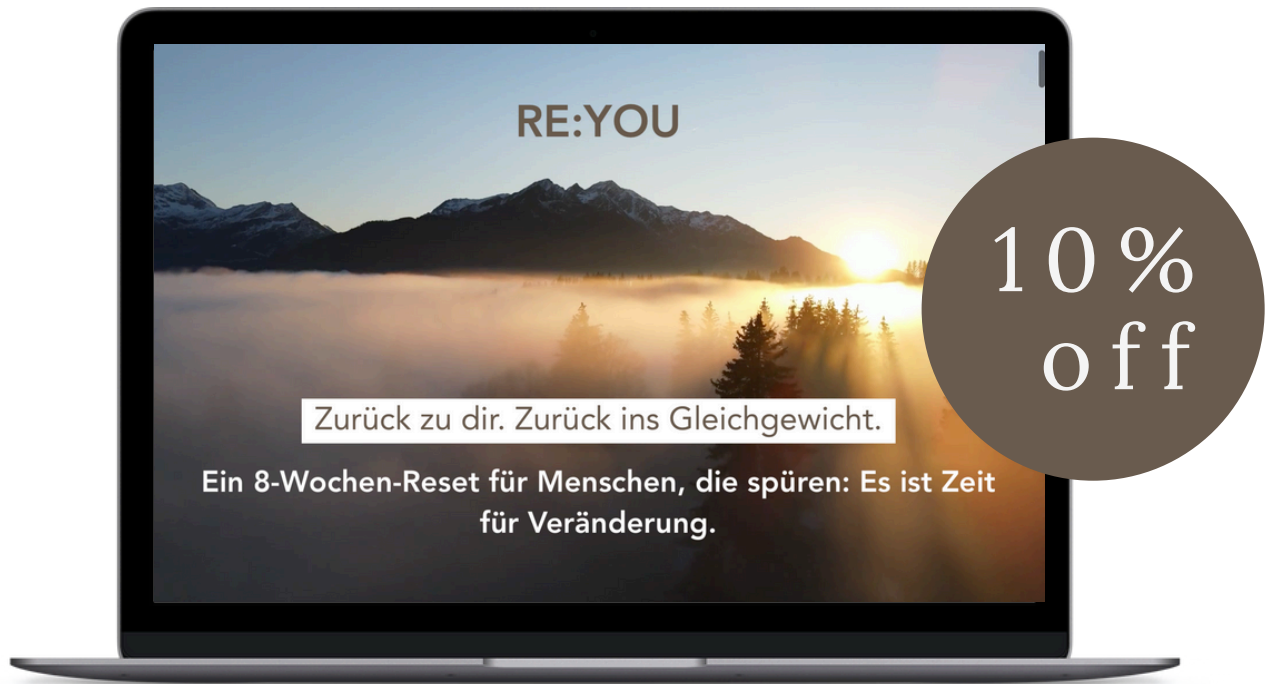 RE:YOU
10%
off
Zurück zu dir. Zurück ins Gleichgewicht.
Ein 8-Wochen-Reset für Menschen, die spüren: Es ist Zeit
für Veränderung.